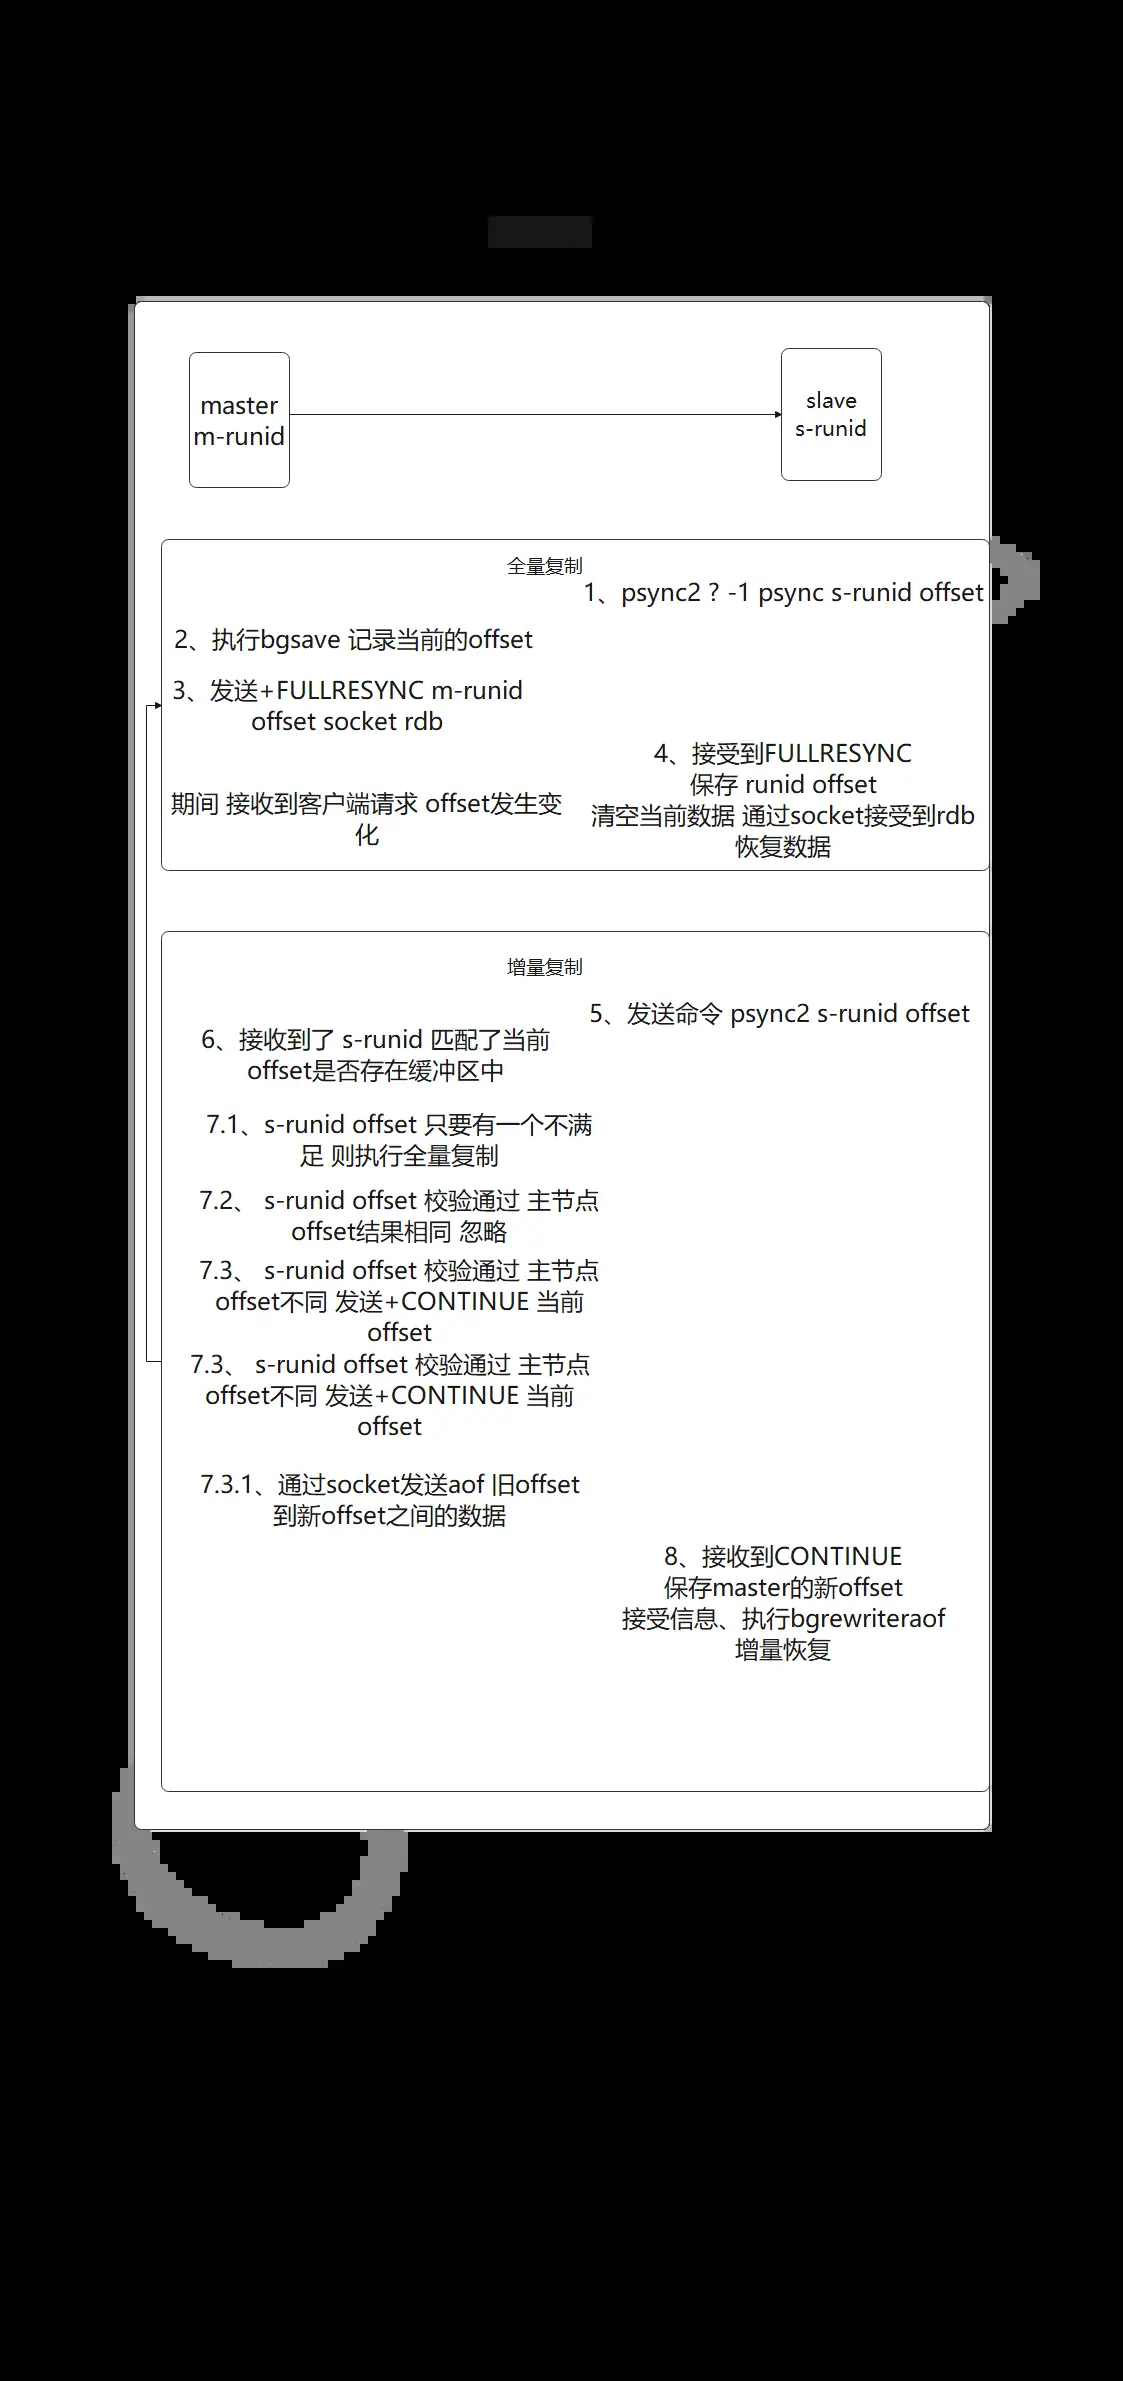 master
m-runid
slave
s-runid
全量复制
1、psync2 ? -1 psync s-runid offset
2、执行bgsave 记录当前的offset
3、发送+FULLRESYNC m-runid
offset socket rdb
4、接受到FULLRESYNC
保存 runid offset
清空当前数据 通过socket接受到rdb
恢复数据
期间 接收到客户端请求 offset发生变
化
增量复制
5、发送命令 psync2 s-runid offset
6、接收到了 s-runid 匹配了当前
offset是否存在缓冲区中
7.1、s-runid offset 只要有一个不满
足 则执行全量复制
7.2、 s-runid offset 校验通过 主节点
offset结果相同 忽略
7.3、 s-runid offset 校验通过 主节点
offset不同 发送+CONTINUE 当前
offset
7.3、 s-runid offset 校验通过 主节点
offset不同 发送+CONTINUE 当前
offset
7.3.1、通过socket发送aof 旧offset
到新offset之间的数据
8、接收到CONTINUE
保存master的新offset
接受信息、执行bgrewriteraof
增量恢复